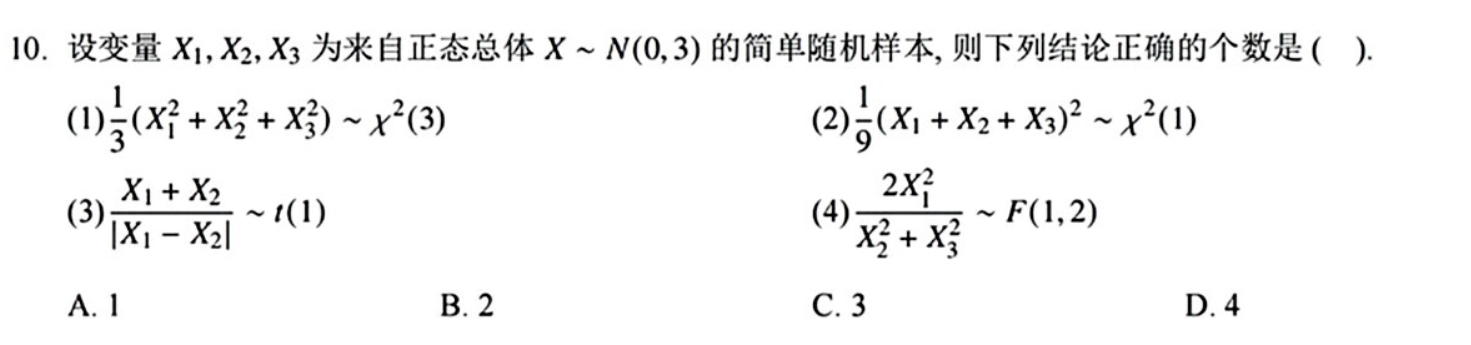 10. 设变量 X₁, X₂, X₃ 为来自正态总体 X ~ N(0, 3) 的简单随机样本, 则下列结论正确的个数是 ( ).
(1) $\frac{1}{3}(X_1^2 + X_2^2 + X_3^2) \sim \chi^2(3)$ (2) $\frac{1}{9}(X_1 + X_2 + X_3)^2 \sim \chi^2(1)$
(3) $\frac{X_1 + X_2}{|X_1 - X_2|} \sim t(1)$ (4) $\frac{2X_1^2}{X_2^2 + X_3^2} \sim F(1, 2)$
A. 1 B. 2 C. 3 D. 4